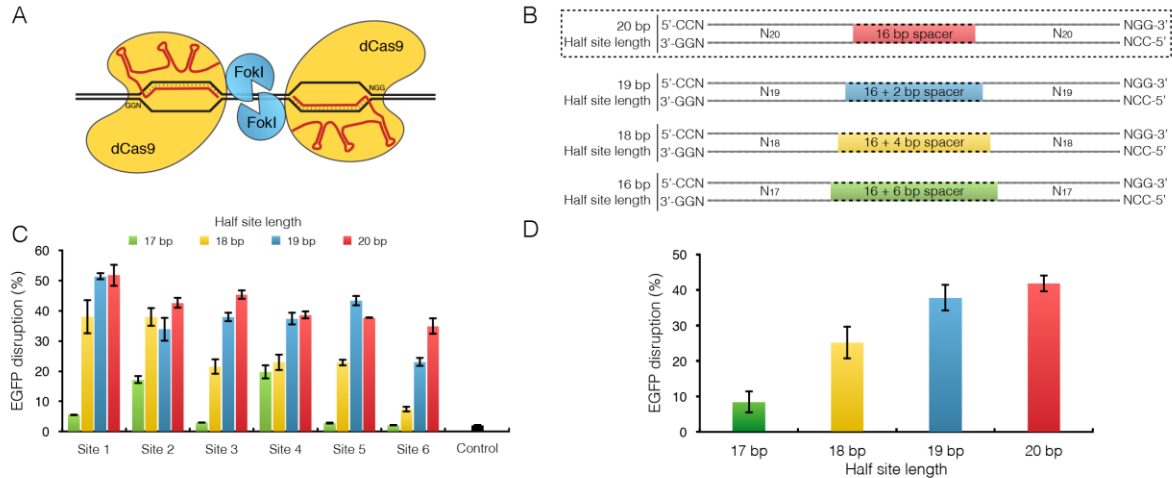 A
dCas9
FokI
NGG
GGN
FokI
dCas9
B
20 bp
Half site length
5'-CCN
3'-GGN
N20
16 bp spacer
N20
NGG-3'
NCC-5'
19 bp
Half site length
5'-CCN
3'-GGN
N19
16 + 2 bp spacer
N19
NGG-3'
NCC-5'
18 bp
Half site length
5'-CCN
3'-GGN
N18
16 + 4 bp spacer
N18
NGG-3'
NCC-5'
16 bp
Half site length
5'-CCN
3'-GGN
N17
16 + 6 bp spacer
N17
NGG-3'
NCC-5'
C
Half site length
17 bp 18 bp 19 bp 20 bp
EGFP disruption (%)
60
50
40
30
20
10
0
Site 1 Site 2 Site 3 Site 4 Site 5 Site 6 Control
D
EGFP disruption (%)
50
40
30
20
10
0
17 bp 18 bp 19 bp 20 bp
Half site length